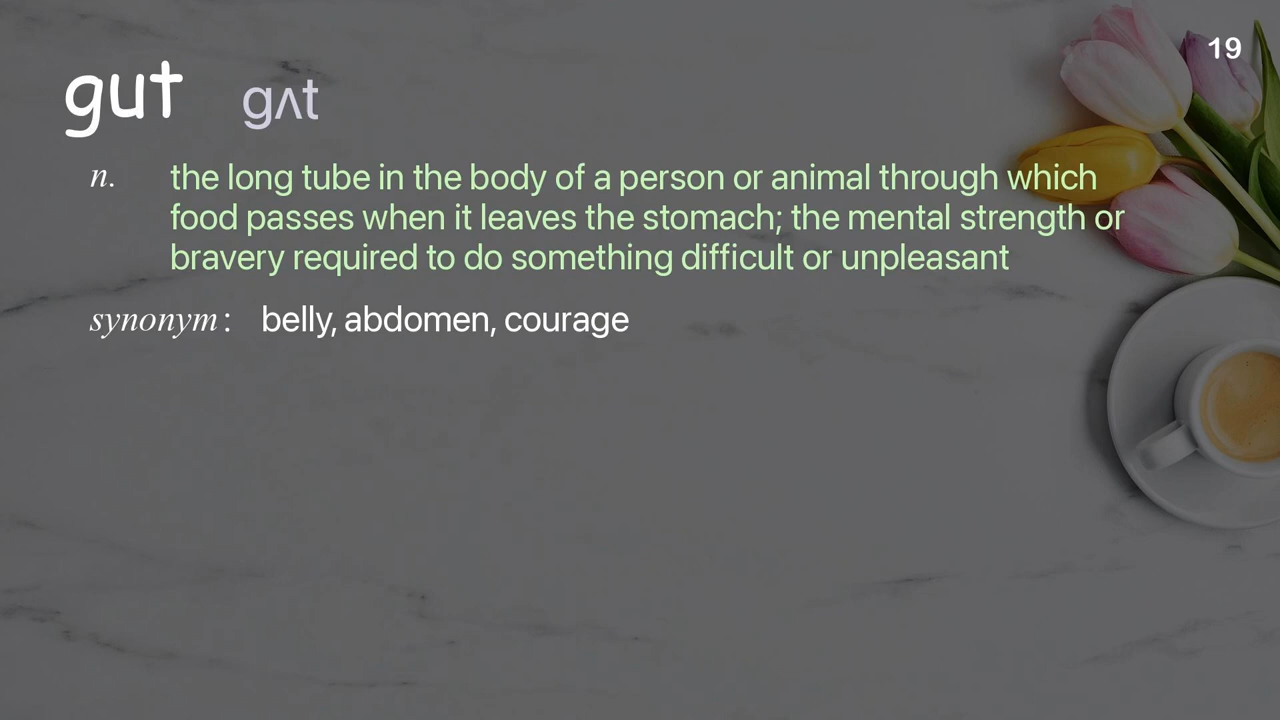 19
gut gʌt
n. the long tube in the body of a person or animal through which
food passes when it leaves the stomach; the mental strength or
bravery required to do something difficult or unpleasant
synonym: belly, abdomen, courage